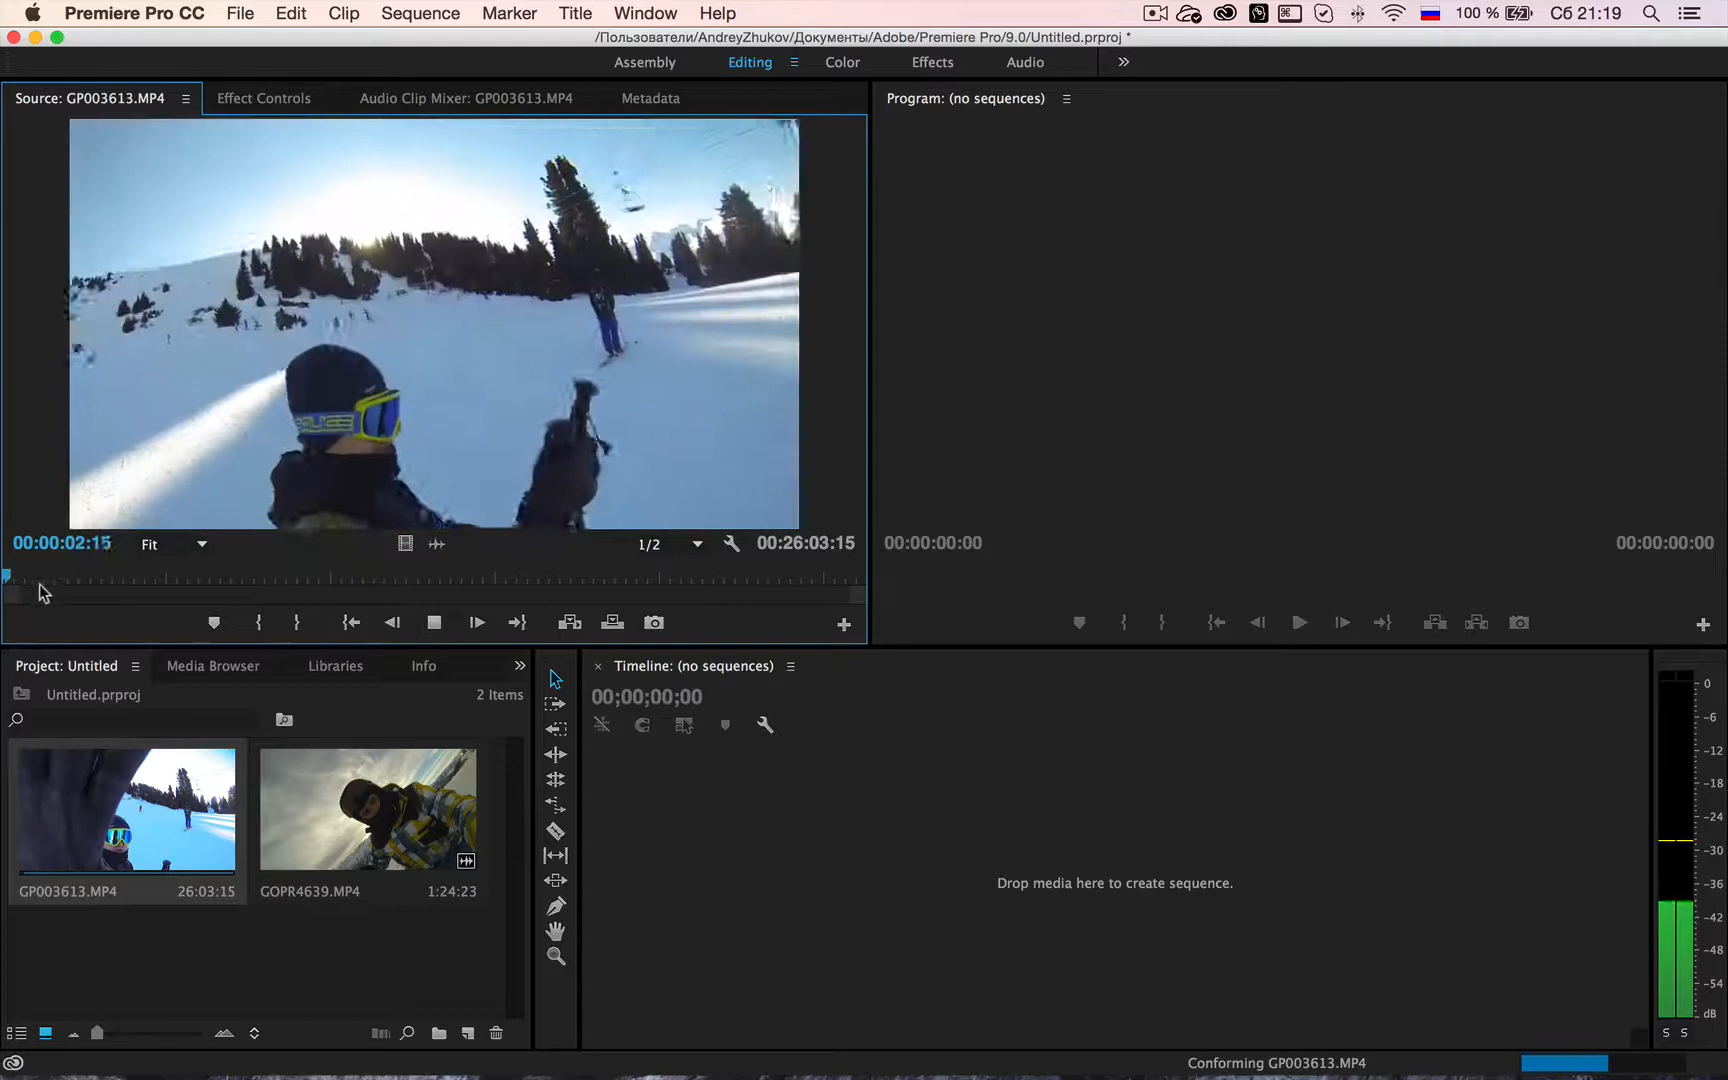 Premiere Pro CC File Edit Clip Sequence Marker Title Window Help 100 % Сб 21:19
/Пользователи/AndreyZhukov/Документы/Adobe/Premiere Pro/9.0/Untitled.prproj *
Assembly Editing Color Effects Audio
Source: GP003613.MP4 Effect Controls Audio Clip Mixer: GP003613.MP4 Metadata
Program: (no sequences)
00:00:02:15 Fit 1/2 00:26:03:15
00:00:00:00 00:00:00:00
Project: Untitled Media Browser Libraries Info
Untitled.prproj 2 Items
GP003613.MP4 26:03:15
GOPR4639.MP4 1:24:23
Timeline: (no sequences)
00;00;00;00
Drop media here to create sequence.
0
-6
-12
-18
-24
-30
-36
-42
-48
-54
dB
S S
Conforming GP003613.MP4